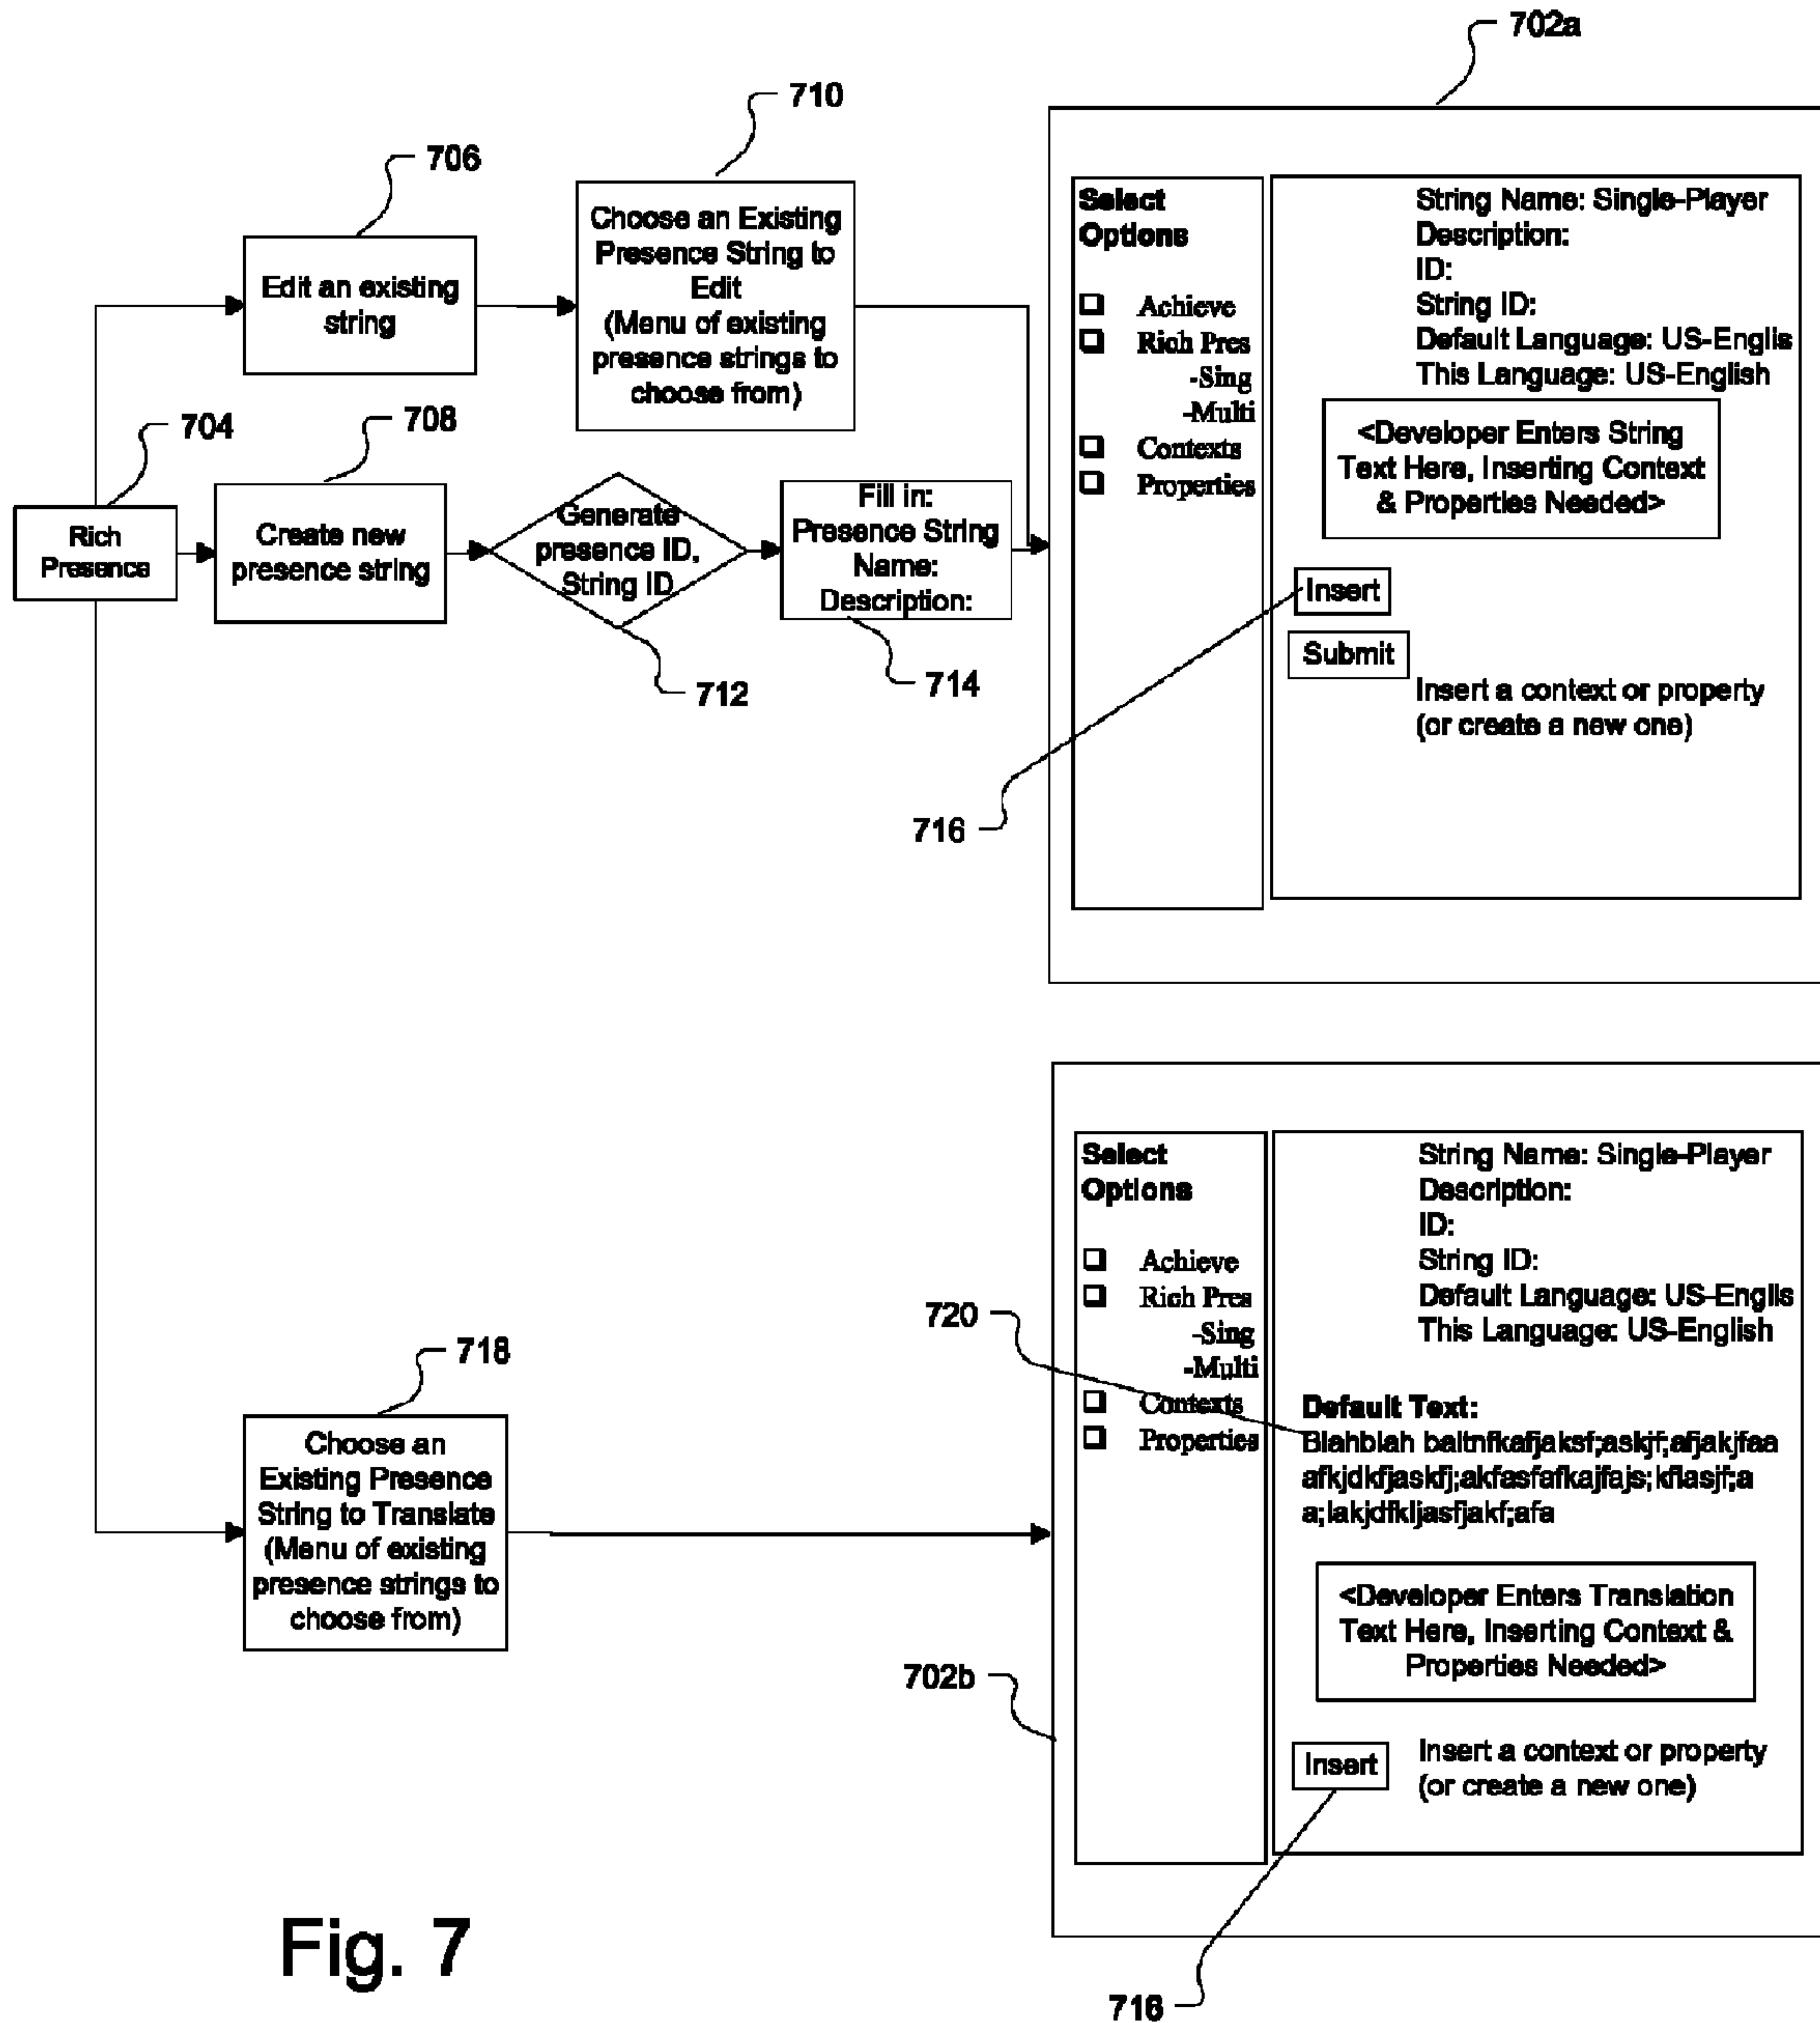 702a
710
706
Choose an Existing
Presence String to
Edit
(Menu of existing
presence strings to
choose from)
Edit an existing
string
704
708
Rich
Presence
Create new
presence string
Generate
presence ID,
String ID
Fill in:
Presence String
Name:
Description:
712
714
Select
Options
Achieve
Rich Pres
-Sing
-Multi
Contexts
Properties
String Name: Single-Player
Description:
ID:
String ID:
Default Language: US-Englis
This Language: US-English
<Developer Enters String
Text Here, Inserting Context
& Properties Needed>
Insert
Submit
Insert a context or property
(or create a new one)
716
718
Choose an
Existing Presence
String to Translate
(Menu of existing
presence strings to
choose from)
720
702b
Select
Options
Achieve
Rich Pres
-Sing
-Multi
Contexts
Properties
String Name: Single-Player
Description:
ID:
String ID:
Default Language: US-Englis
This Language: US-English
Default Text:
Blahblah baltnfkafjaksf;askjf;afjakjfaa
afkjdkfjaskfj;akfasfafkajfajs;kflasjf;a
a;lakjdfkljasfjakf;afa
<Developer Enters Translation
Text Here, Inserting Context &
Properties Needed>
Insert
Insert a context or property
(or create a new one)
716
Fig. 7